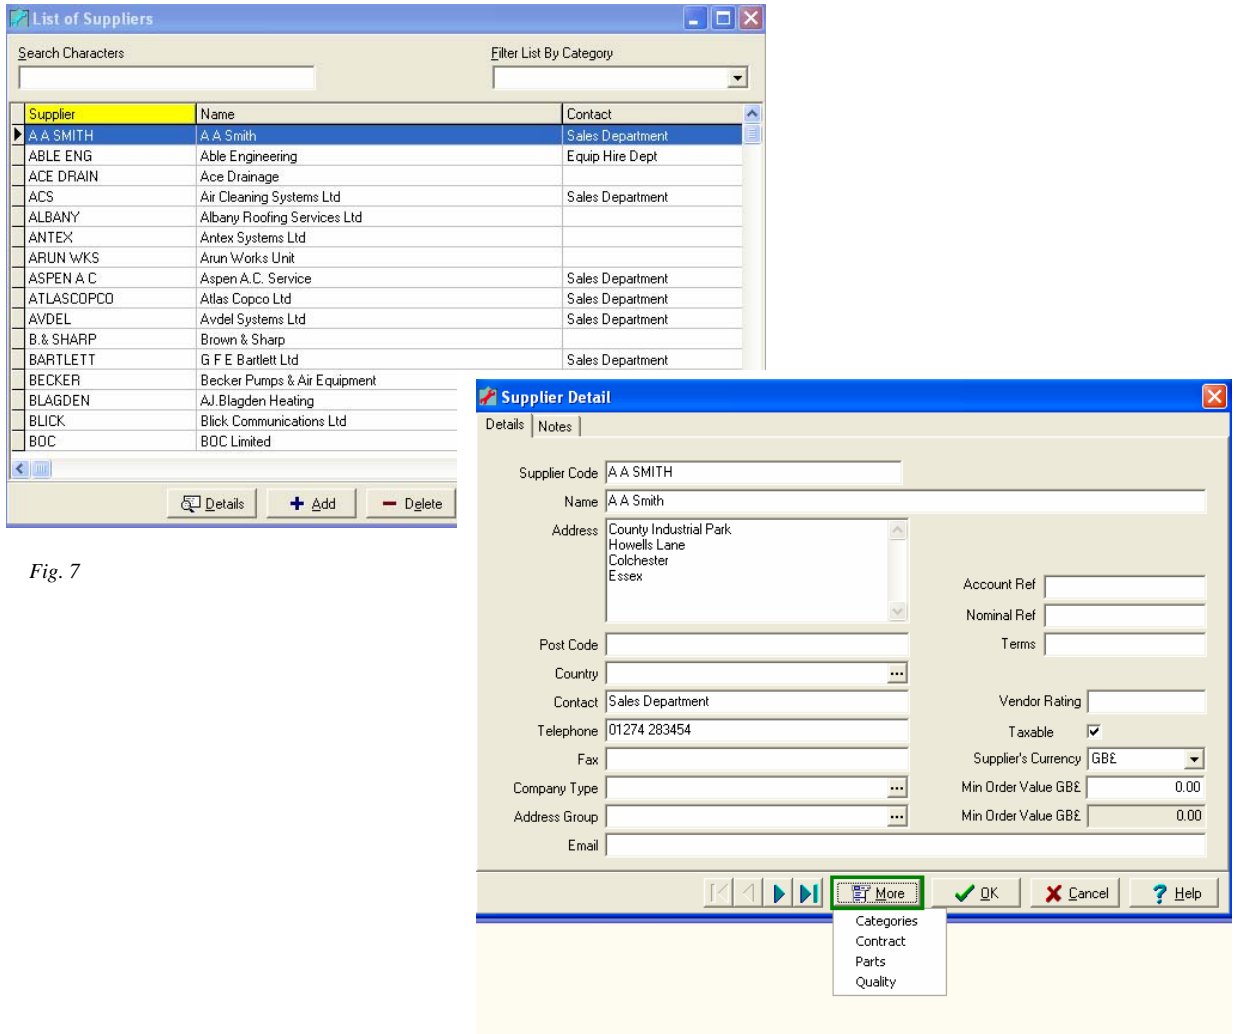 List of Suppliers
Search Characters Filter List By Category
Supplier Name Contact
A A SMITH A A Smith Sales Department
ABLE ENG Able Engineering Equip Hire Dept
ACE DRAIN Ace Drainage
ACS Air Cleaning Systems Ltd Sales Department
ALBANY Albany Roofing Services Ltd
ANTEX Antex Systems Ltd
ARUN WKS Arun Works Unit
ASPEN A C Aspen A.C. Service Sales Department
ATLASCOPCO Atlas Copco Ltd Sales Department
AVDEL Avdel Systems Ltd Sales Department
B.& SHARP Brown & Sharp
BARTLETT G F E Bartlett Ltd Sales Department
BECKER Becker Pumps & Air Equipment
BLAGDEN AJ.Blagden Heating
BLICK Blick Communications Ltd
BOC BOC Limited
Details Add Delete
Fig. 7
Supplier Detail
Details Notes
Supplier Code A A SMITH
Name A A Smith
Address County Industrial Park
Howells Lane
Colchester
Essex
Account Ref
Nominal Ref
Post Code Terms
Country
Contact Sales Department Vendor Rating
Telephone 01274 283454 Taxable
Fax Supplier's Currency GB£
Company Type Min Order Value GB£ 0.00
Address Group Min Order Value GB£ 0.00
Email
More OK Cancel ? Help
Categories
Contract
Parts
Quality